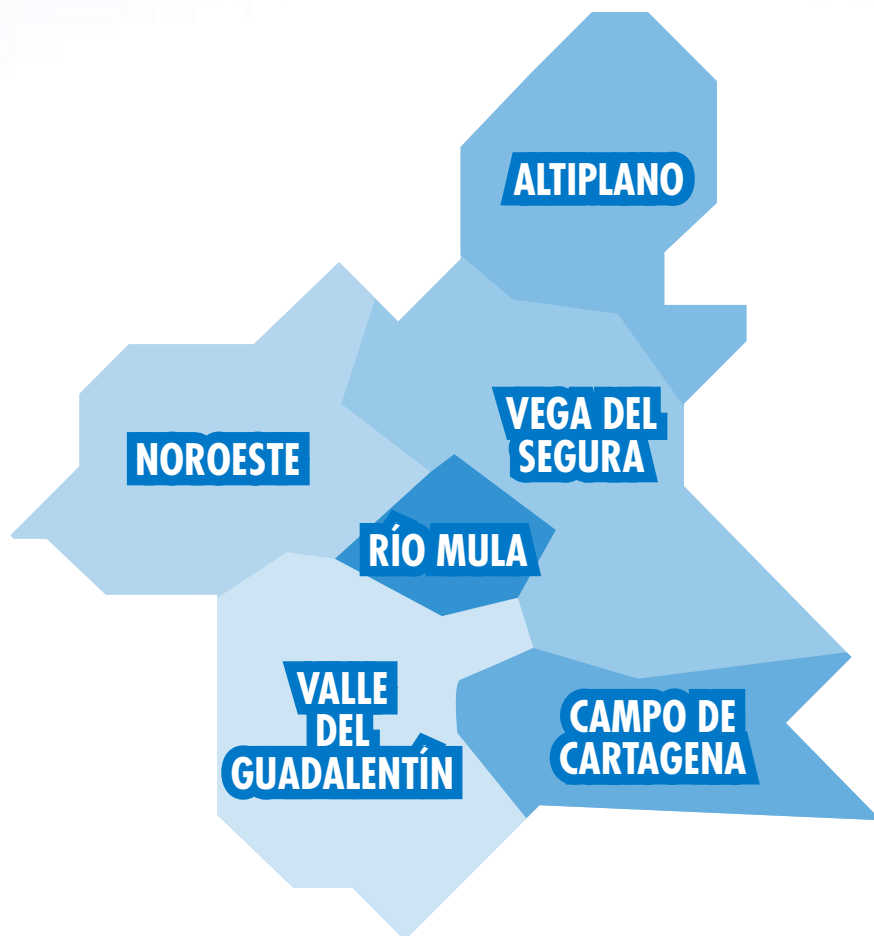 ALTIPLANO
VEGA DEL
SEGURA
NOROESTE
RÍO MULA
VALLE
DEL
GUADALENTÍN
CAMPO DE
CARTAGENA